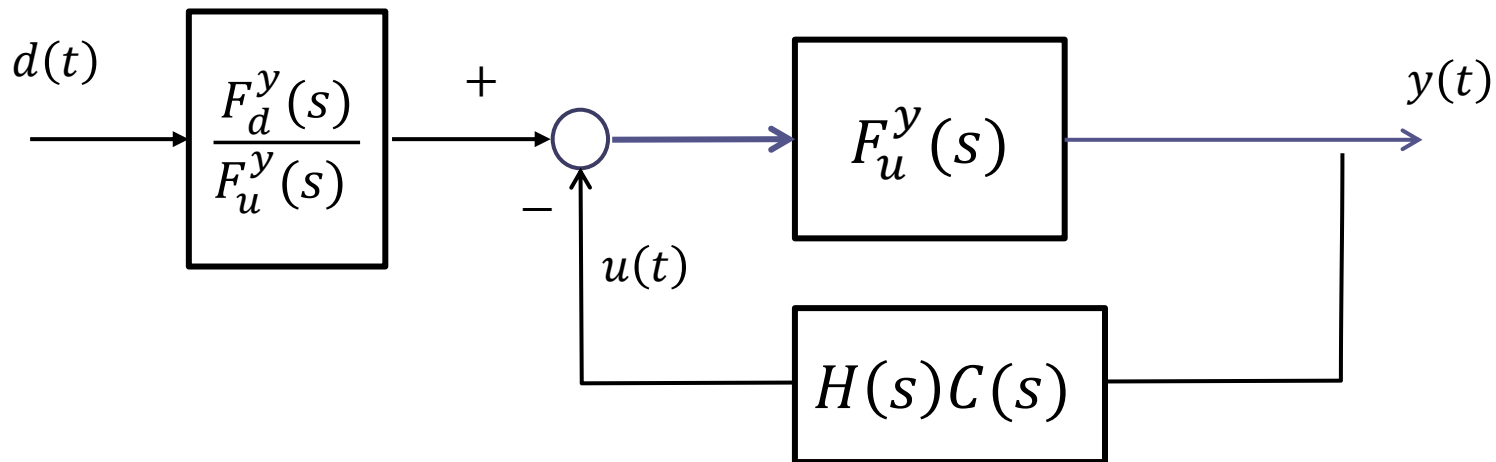 d(t)
F_d^y(s)
F_u^y(s)
+
−
u(t)
F_u^y(s)
y(t)
H(s)C(s)